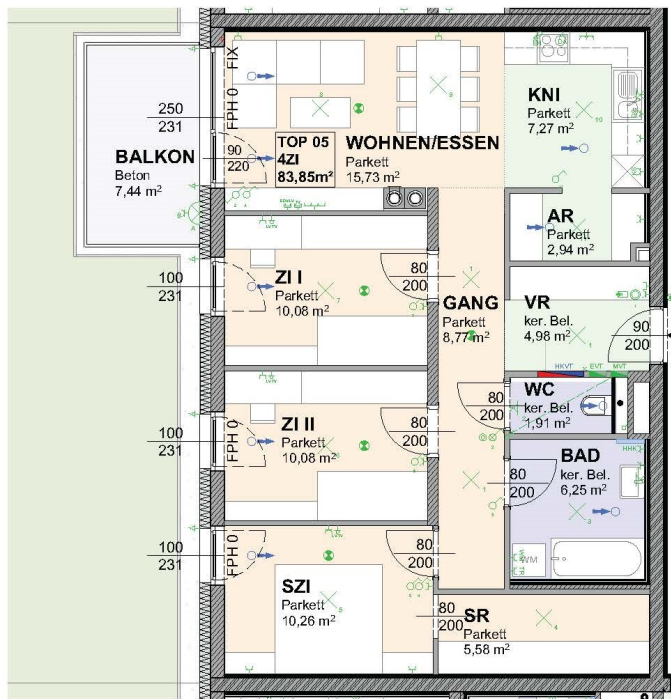 FIX
FPH 0
250
231
90
220
BALKON
Beton
7,44 m²
TOP 05
4ZI
83,85m²
WOHNEN/ESSEN
Parkett
15,73 m²
KNI
Parkett
7,27 m²
AR
Parkett
2,94 m²
100
231
ZI I
Parkett
10,08 m²
80
200
GANG
Parkett
8,77 m²
VR
ker. Bel.
4,98 m²
90
200
HKVT
EVT
MVT
WC
ker. Bel.
1,91 m²
80
200
100
231
FPH 0
ZI II
Parkett
10,08 m²
80
200
BAD
ker. Bel.
6,25 m²
HHK
80
200
WM
100
231
FPH 0
SZI
Parkett
10,26 m²
80
200
80
200
SR
Parkett
5,58 m²